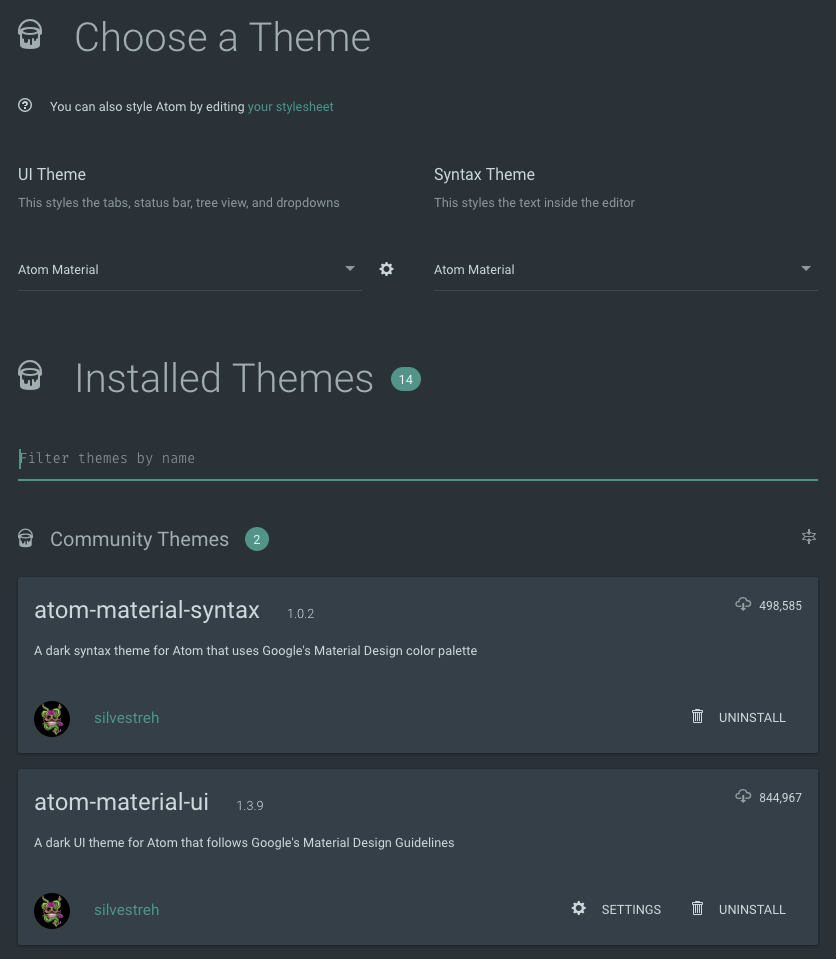 Choose a Theme
You can also style Atom by editing your stylesheet
UI Theme
This styles the tabs, status bar, tree view, and dropdowns
Atom Material
Syntax Theme
This styles the text inside the editor
Atom Material
Installed Themes 14
Filter themes by name
Community Themes 2
atom-material-syntax 1.0.2 498,585
A dark syntax theme for Atom that uses Google's Material Design color palette
silvestreh UNINSTALL
atom-material-ui 1.3.9 844,967
A dark UI theme for Atom that follows Google's Material Design Guidelines
silvestreh SETTINGS UNINSTALL